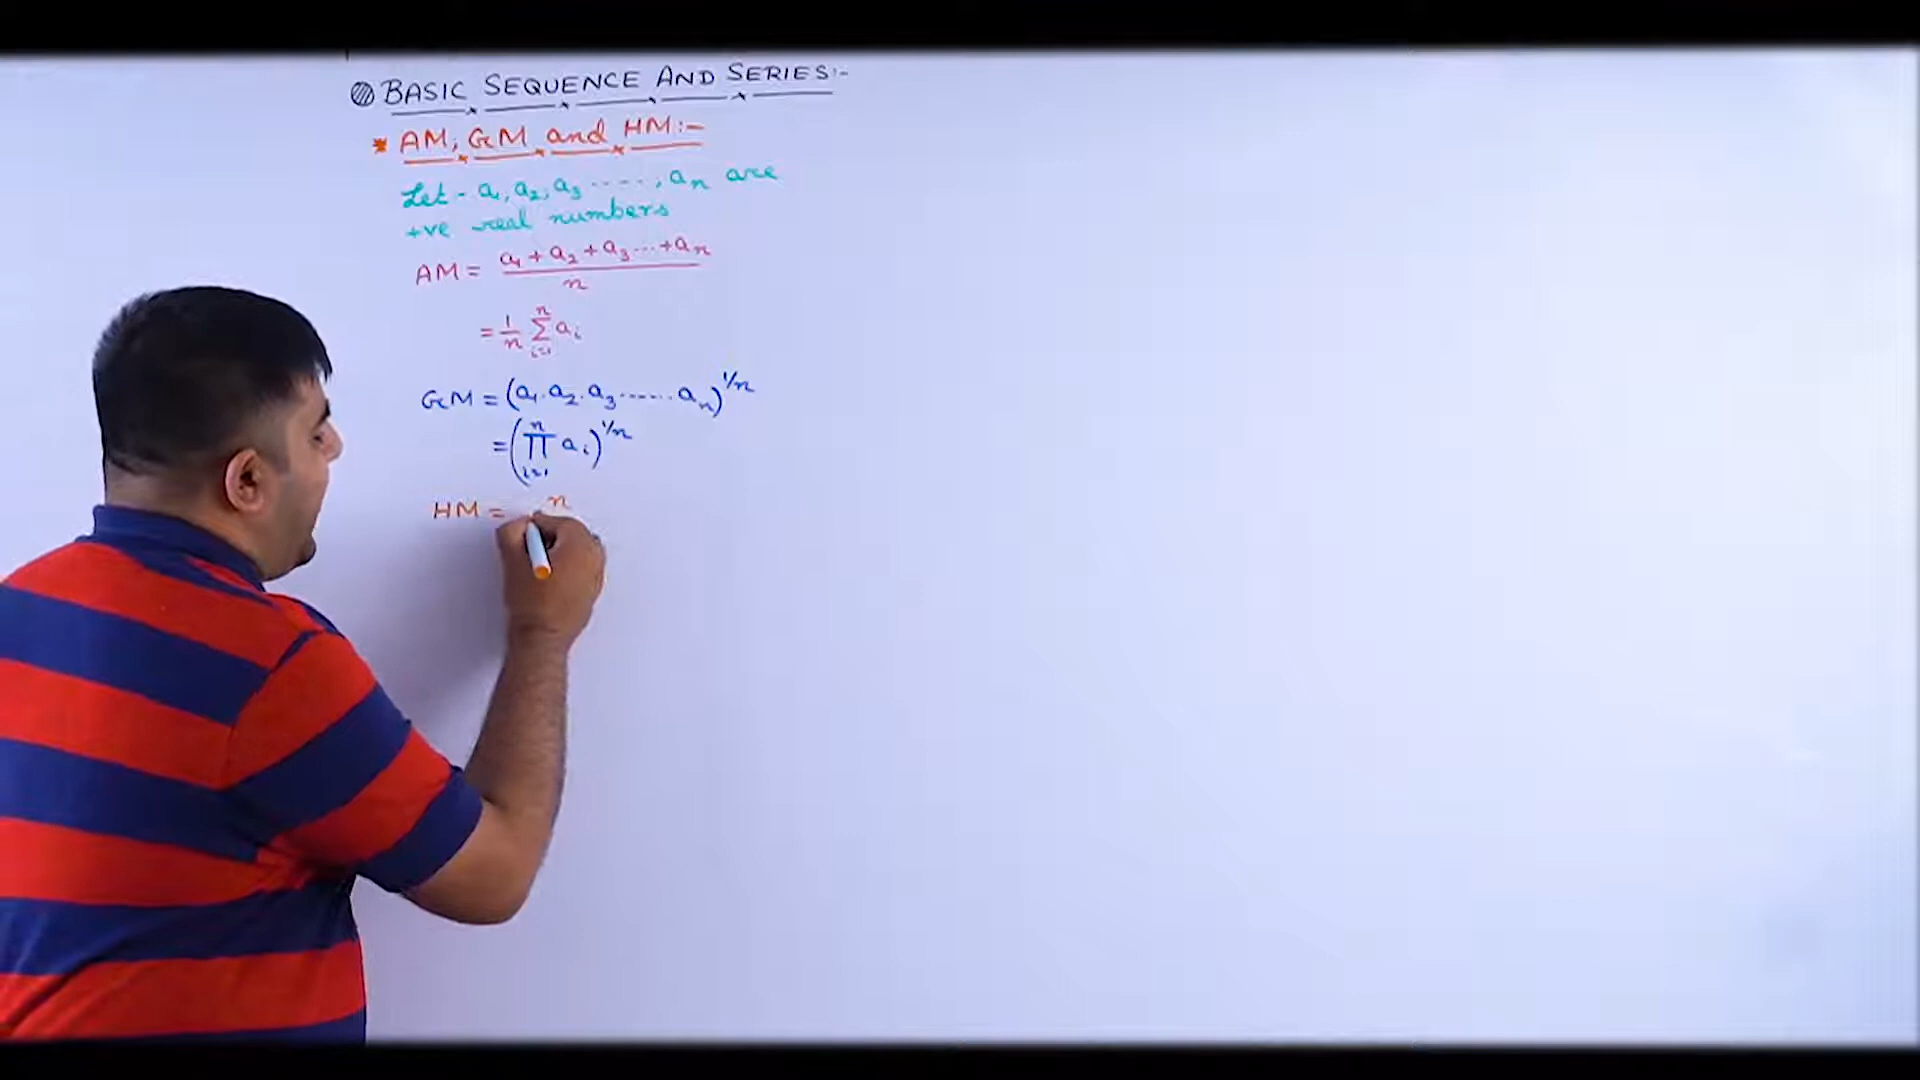 BASIC SEQUENCE AND SERIES:-
* AM, GM and HM:-
Let - a₁, a₂, a₃ ....., aₙ are
+ve real numbers
AM = (a₁ + a₂ + a₃ ... + aₙ) / n
= 1/n Σⁿᵢ₌₁ aᵢ
GM = (a₁. a₂. a₃ ...... aₙ)^1/n
= (∏ⁿᵢ₌₁ aᵢ)^1/n
HM = n